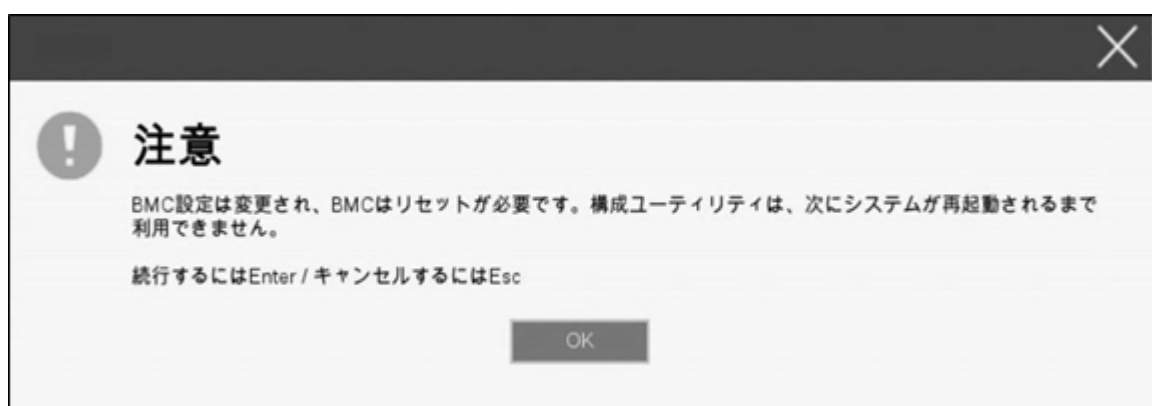 注意
BMC設定は変更され、BMCはリセットが必要です。構成ユーティリティは、次にシステムが再起動されるまで
利用できません。
続行するにはEnter / キャンセルするにはEsc
OK